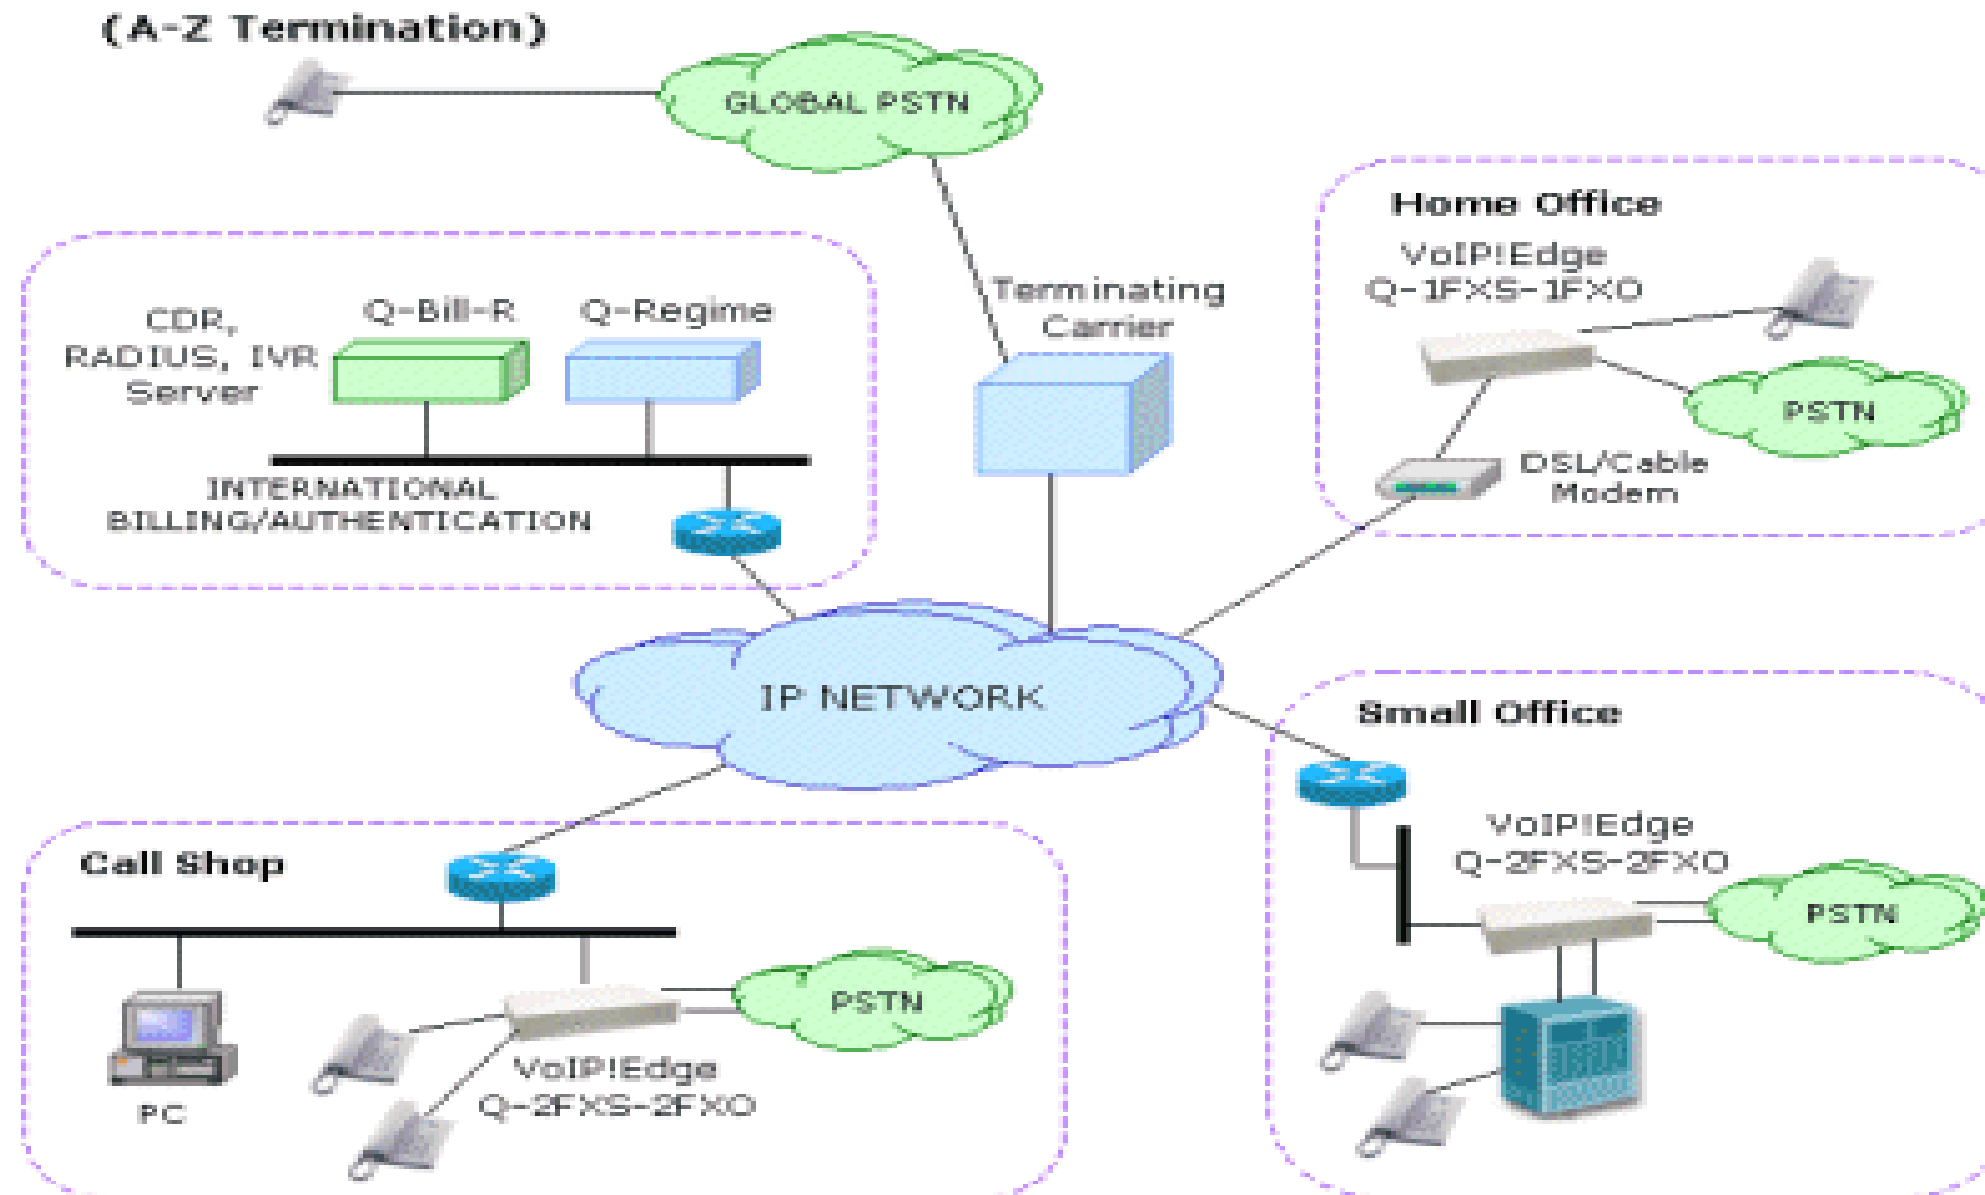 (A-Z Termination)
GLOBAL PSTN
Home Office
VoIP!Edge
Q-1FXS-1FXO
PSTN
DSL/Cable
Modem
Terminating
Carrier
CDR,
RADIUS, IVR
Server
Q-Bill-R
Q-Regime
INTERNATIONAL
BILLING/AUTHENTICATION
IP NETWORK
Small Office
VoIP!Edge
Q-2FXS-2FXO
PSTN
Call Shop
PSTN
VoIP!Edge
Q-2FXS-2FXO
PC